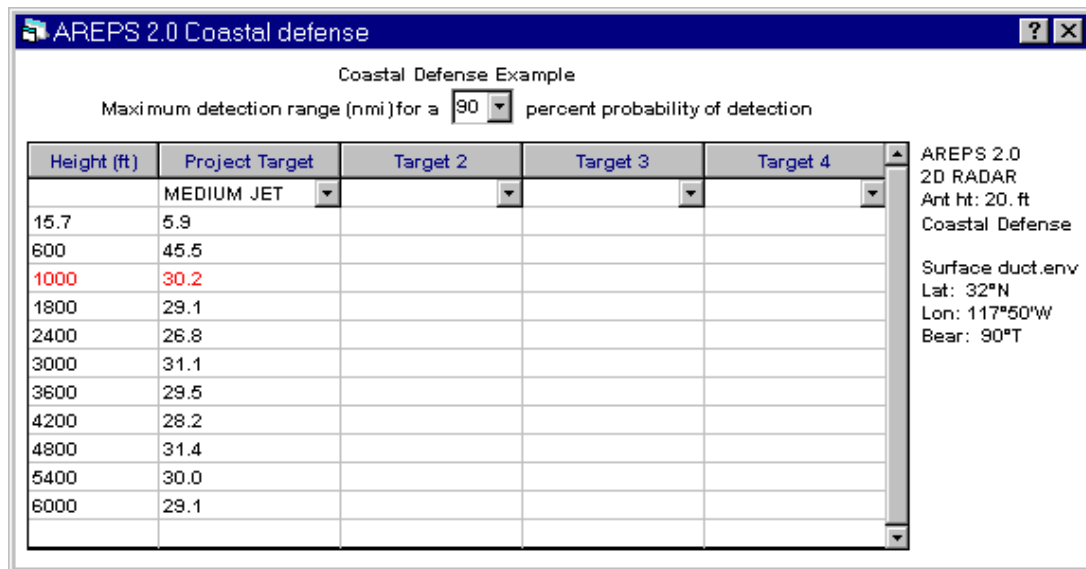 AREPS 2.0 Coastal defense
Coastal Defense Example
Maximum detection range (nmi) for a 90 percent probability of detection
Height (ft) Project Target Target 2 Target 3 Target 4
MEDIUM JET
15.7 5.9
600 45.5
1000 30.2
1800 29.1
2400 26.8
3000 31.1
3600 29.5
4200 28.2
4800 31.4
5400 30.0
6000 29.1
AREPS 2.0
2D RADAR
Ant ht: 20. ft
Coastal Defense
Surface duct.env
Lat: 32°N
Lon: 117°50'W
Bear: 90°T